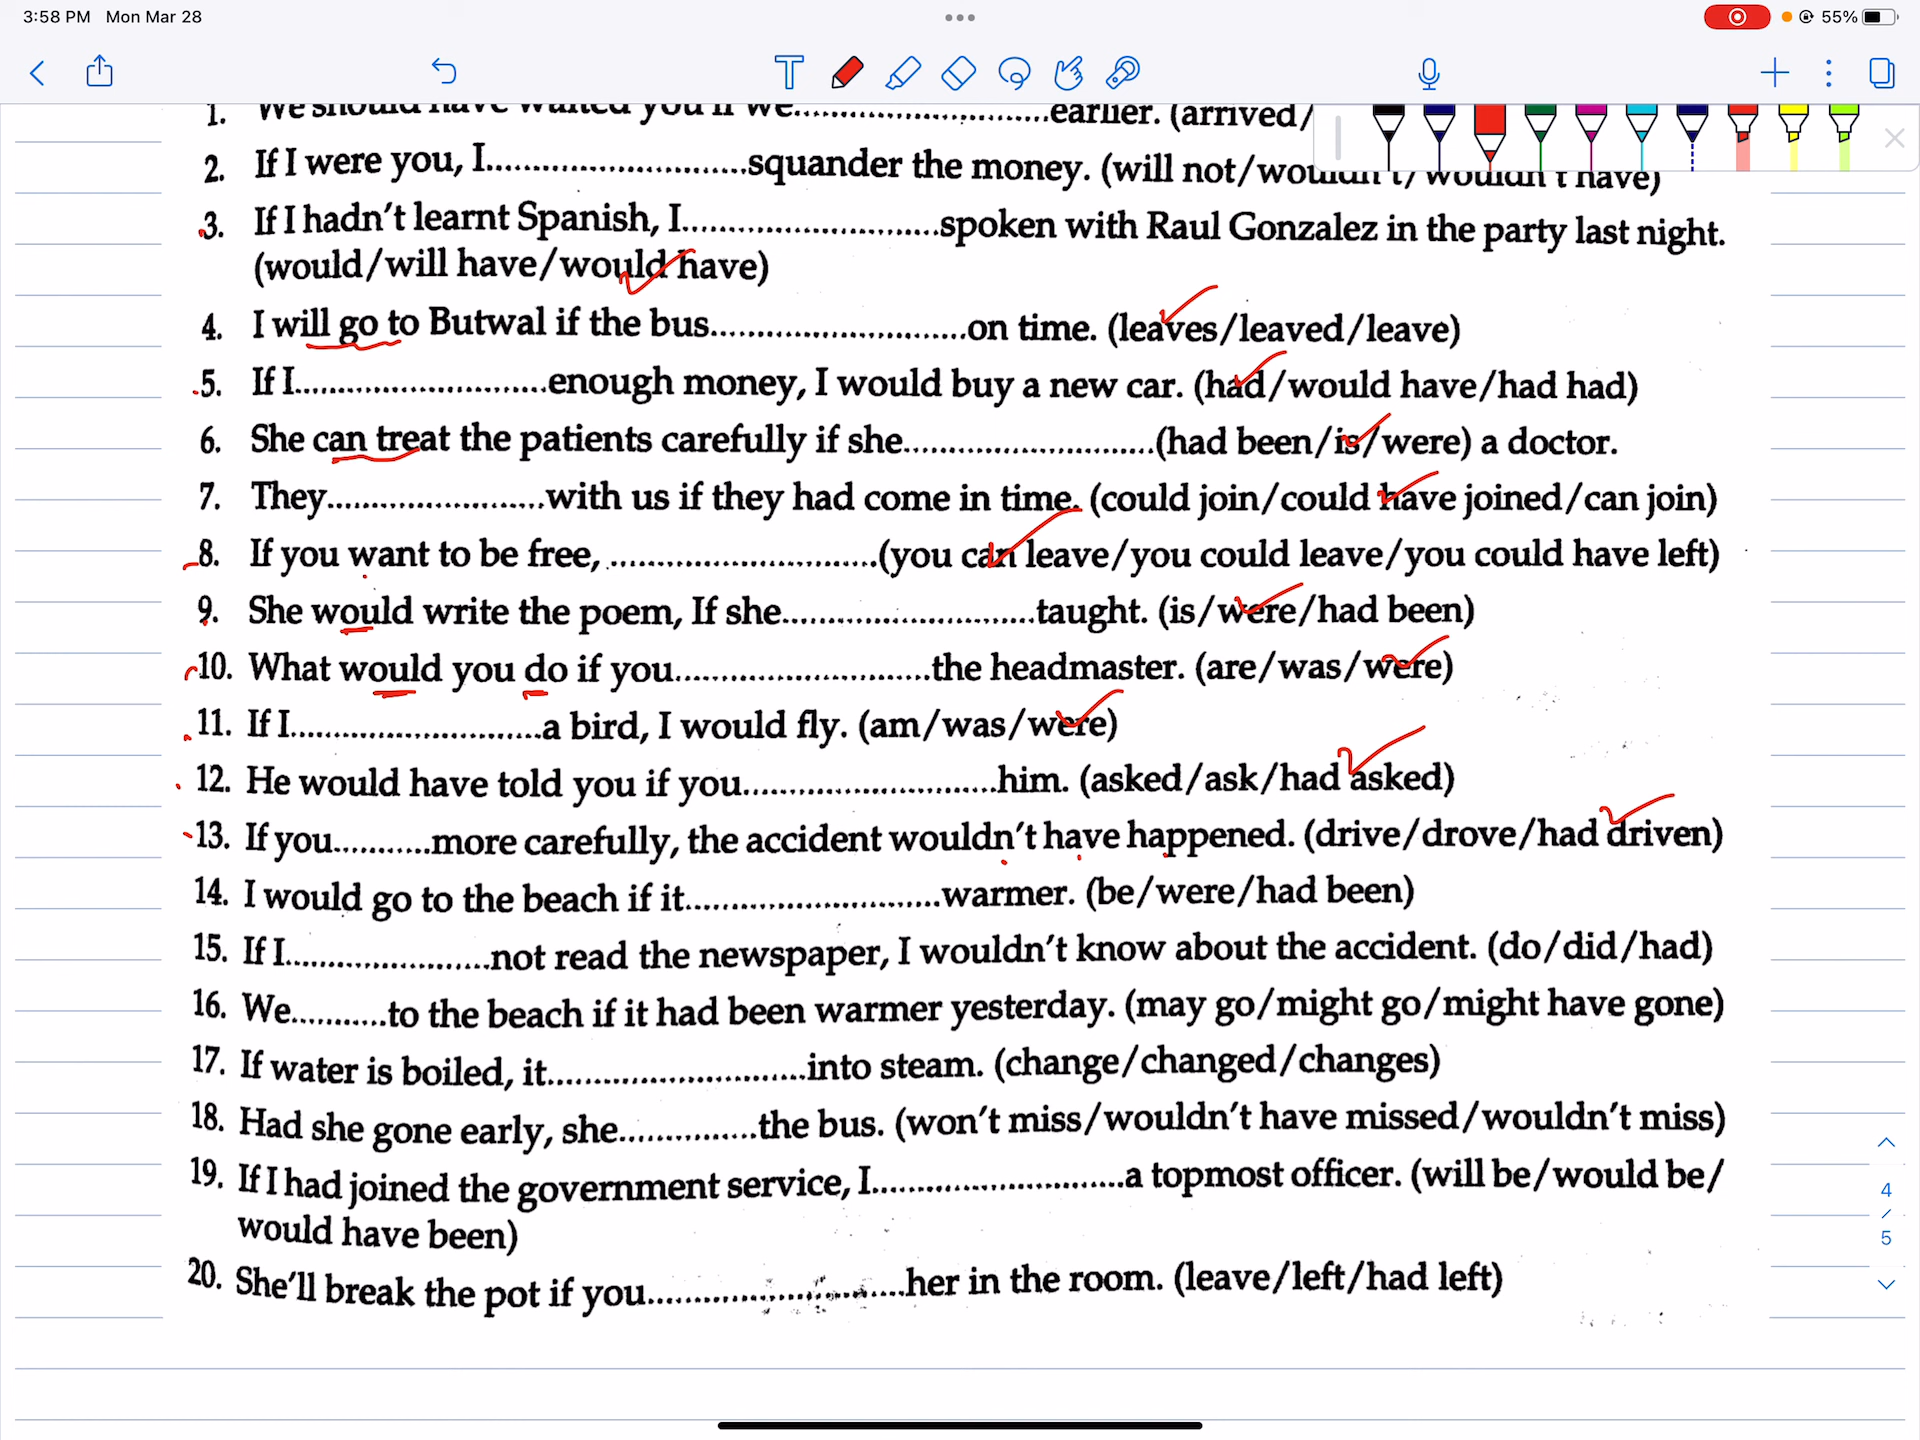 3:58 PM Mon Mar 28
55%
1. We should have waited you if we............................earlier. (arrived/
2. If I were you, I............................squander the money. (will not/wouldn't/wouldn't have)
3. If I hadn't learnt Spanish, I............................spoken with Raul Gonzalez in the party last night.
(would/will have/would have)
4. I will go to Butwal if the bus............................on time. (leaves/leaved/leave)
5. If I............................enough money, I would buy a new car. (had/would have/had had)
6. She can treat the patients carefully if she............................(had been/is/were) a doctor.
7. They........................with us if they had come in time. (could join/could have joined/can join)
8. If you want to be free, ............................(you can leave/you could leave/you could have left)
9. She would write the poem, If she............................taught. (is/were/had been)
10. What would you do if you............................the headmaster. (are/was/were)
11. If I............................a bird, I would fly. (am/was/were)
12. He would have told you if you............................him. (asked/ask/had asked)
13. If you...........more carefully, the accident wouldn't have happened. (drive/drove/had driven)
14. I would go to the beach if it............................warmer. (be/were/had been)
15. If I.......................not read the newspaper, I wouldn't know about the accident. (do/did/had)
16. We...........to the beach if it had been warmer yesterday. (may go/might go/might have gone)
17. If water is boiled, it............................into steam. (change/changed/changes)
18. Had she gone early, she...............the bus. (won't miss/wouldn't have missed/wouldn't miss)
19. If I had joined the government service, I............................a topmost officer. (will be/would be/
would have been)
20. She'll break the pot if you............................her in the room. (leave/left/had left)
4
/
5